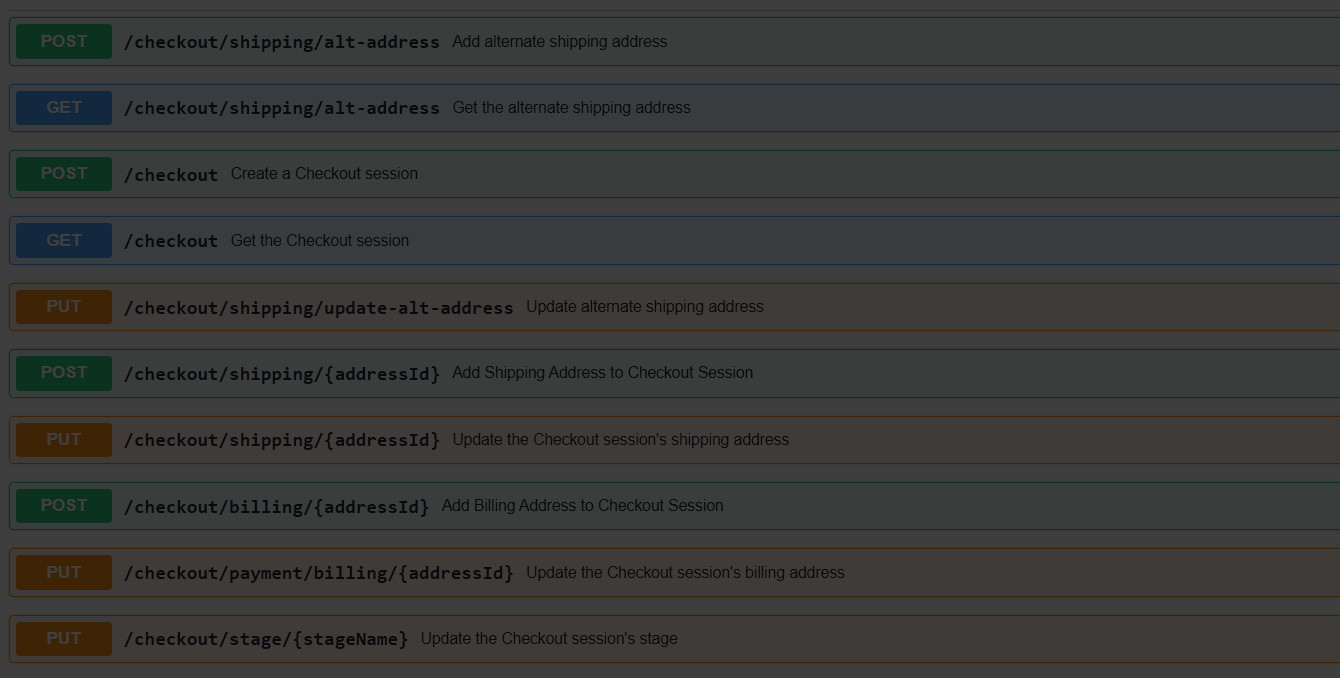 POST /checkout/shipping/alt-address Add alternate shipping address
GET /checkout/shipping/alt-address Get the alternate shipping address
POST /checkout Create a Checkout session
GET /checkout Get the Checkout session
PUT /checkout/shipping/update-alt-address Update alternate shipping address
POST /checkout/shipping/{addressId} Add Shipping Address to Checkout Session
PUT /checkout/shipping/{addressId} Update the Checkout session's shipping address
POST /checkout/billing/{addressId} Add Billing Address to Checkout Session
PUT /checkout/payment/billing/{addressId} Update the Checkout session's billing address
PUT /checkout/stage/{stageName} Update the Checkout session's stage